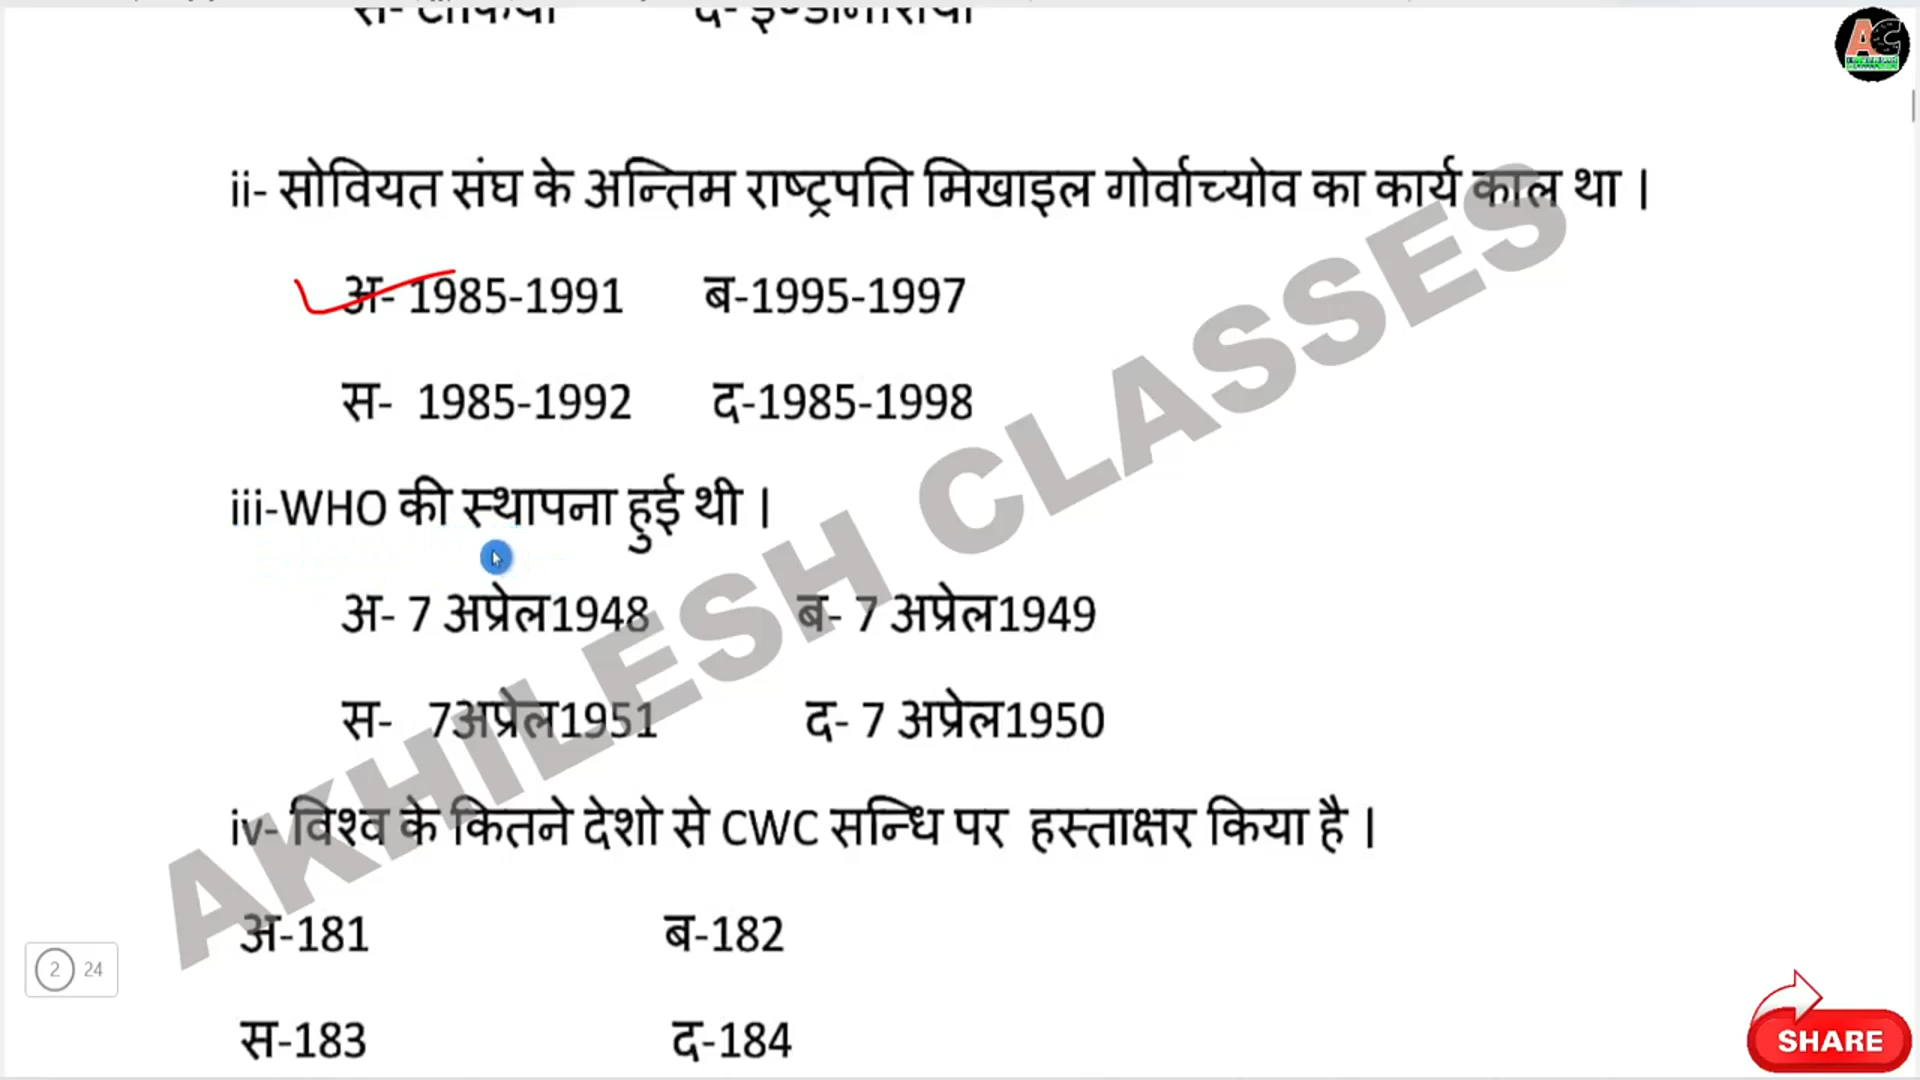 स- टोकियो द- इण्डोनेशिया
ii- सोवियत संघ के अन्तिम राष्ट्रपति मिखाइल गोर्वाच्योव का कार्य काल था |
अ- 1985-1991 ब-1995-1997
स- 1985-1992 द-1985-1998
iii-WHO की स्थापना हुई थी |
अ- 7 अप्रेल1948 ब- 7 अप्रेल1949
स- 7अप्रेल1951 द- 7 अप्रेल1950
iv- विश्व के कितने देशो से CWC सन्धि पर हस्ताक्षर किया है |
अ-181 ब-182
स-183 द-184
AKHILESH CLASSES
AC
2 24
SHARE